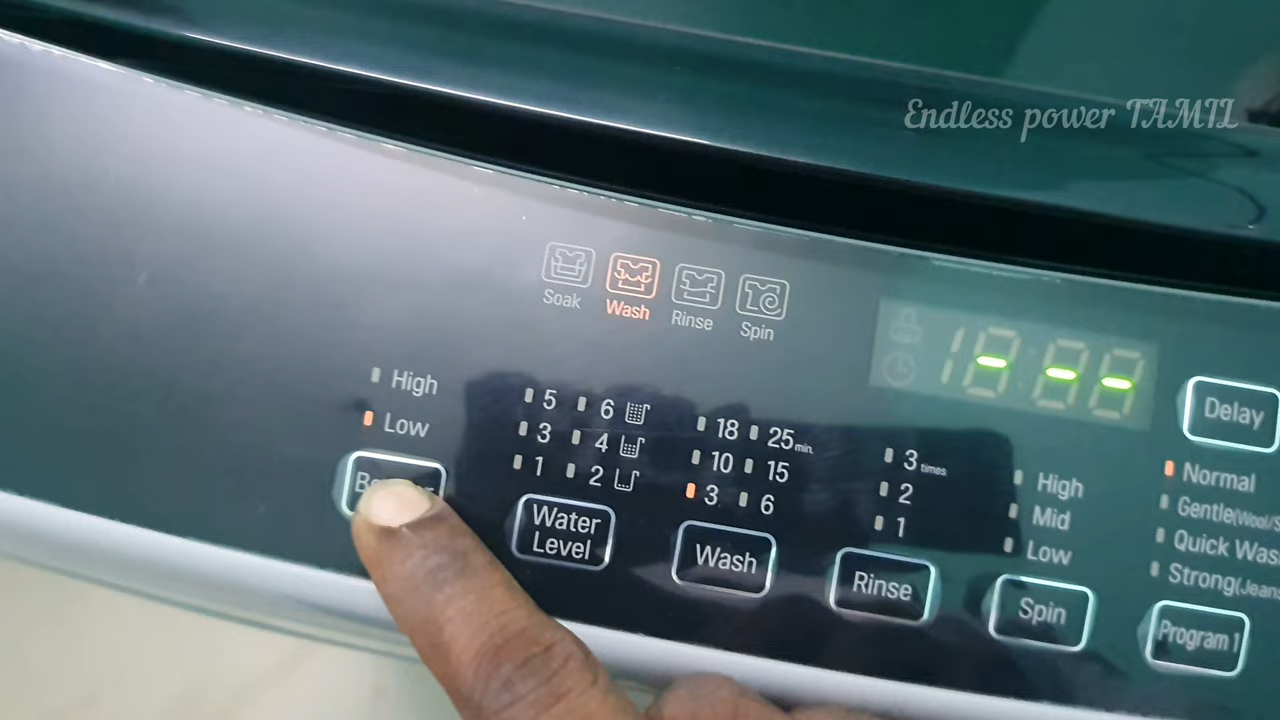 Endless power TAMIL
Soak
Wash
Rinse
Spin
High
Low
5 6
3 4
1 2
Water
Level
18 25 min.
10 15
3 6
Wash
3 times
2
1
Rinse
High
Mid
Low
Spin
Delay
Normal
Gentle(Wool/S
Quick Was
Strong(Jeans
Program 1